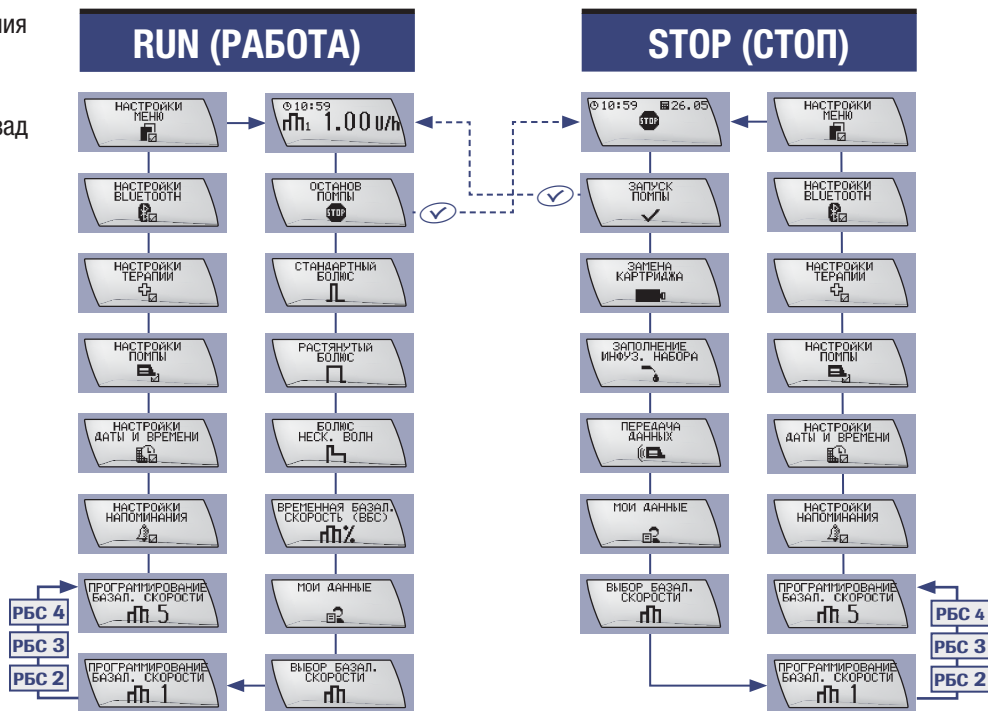 ния
зад
RUN (РАБОТА)
НАСТРОЙКИ
МЕНЮ
10:59
1 1.00 u/h
НАСТРОЙКИ
BLUETOOTH
ОСТАНОВ
ПОМПЫ
STOP
НАСТРОЙКИ
ТЕРАПИИ
СТАНДАРТНЫЙ
БОЛЮС
НАСТРОЙКИ
ПОМПЫ
РАСТЯНУТЫЙ
БОЛЮС
НАСТРОЙКИ
ДАТЫ И ВРЕМЕНИ
БОЛЮС
НЕСК. ВОЛН
НАСТРОЙКИ
НАПОМИНАНИЯ
ВРЕМЕННАЯ БАЗАЛ.
СКОРОСТЬ (ВБС)
%
ПРОГРАММИРОВАНИЕ
БАЗАЛ. СКОРОСТИ
5
МОИ ДАННЫЕ
РБС 4
РБС 3
РБС 2
ПРОГРАММИРОВАНИЕ
БАЗАЛ. СКОРОСТИ
1
ВЫБОР БАЗАЛ.
СКОРОСТИ
STOP (СТОП)
10:59 26.05
STOP
НАСТРОЙКИ
МЕНЮ
ЗАПУСК
ПОМПЫ
НАСТРОЙКИ
BLUETOOTH
ЗАМЕНА
КАРТРИДЖА
НАСТРОЙКИ
ТЕРАПИИ
ЗАПОЛНЕНИЕ
ИНФУЗ. НАБОРА
НАСТРОЙКИ
ПОМПЫ
ПЕРЕДАЧА
ДАННЫХ
НАСТРОЙКИ
ДАТЫ И ВРЕМЕНИ
МОИ ДАННЫЕ
НАСТРОЙКИ
НАПОМИНАНИЯ
ВЫБОР БАЗАЛ.
СКОРОСТИ
ПРОГРАММИРОВАНИЕ
БАЗАЛ. СКОРОСТИ
5
РБС 4
РБС 3
РБС 2
ПРОГРАММИРОВАНИЕ
БАЗАЛ. СКОРОСТИ
1